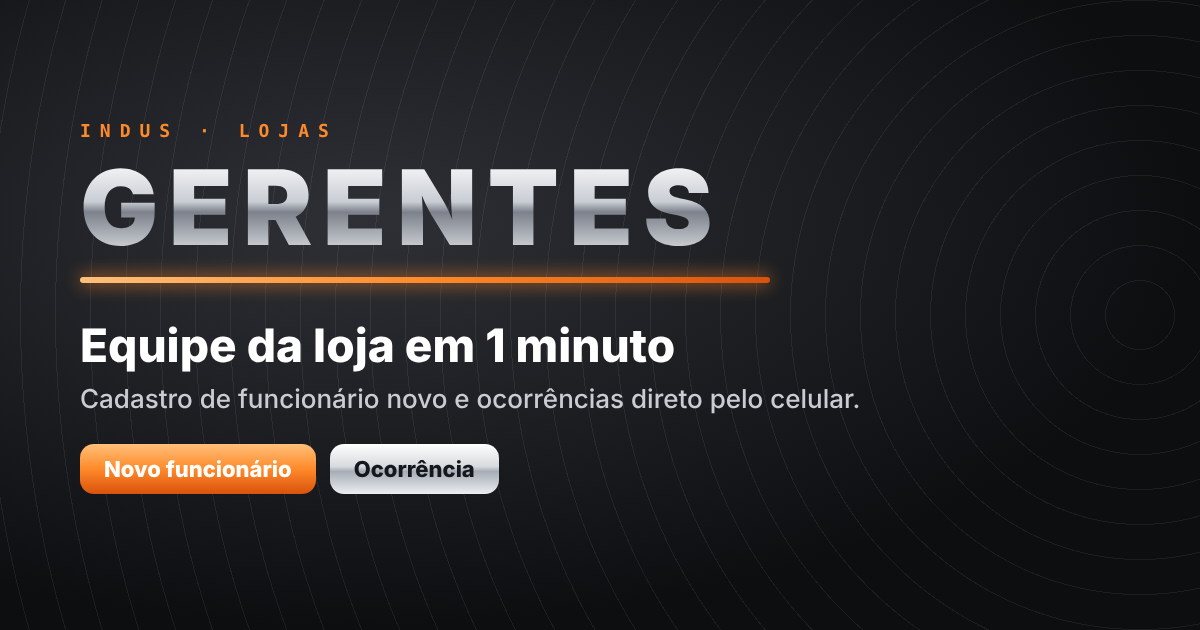 INDUS · LOJAS
GERENTES
Equipe da loja em 1 minuto
Cadastro de funcionário novo e ocorrências direto pelo celular.
Novo funcionário
Ocorrência